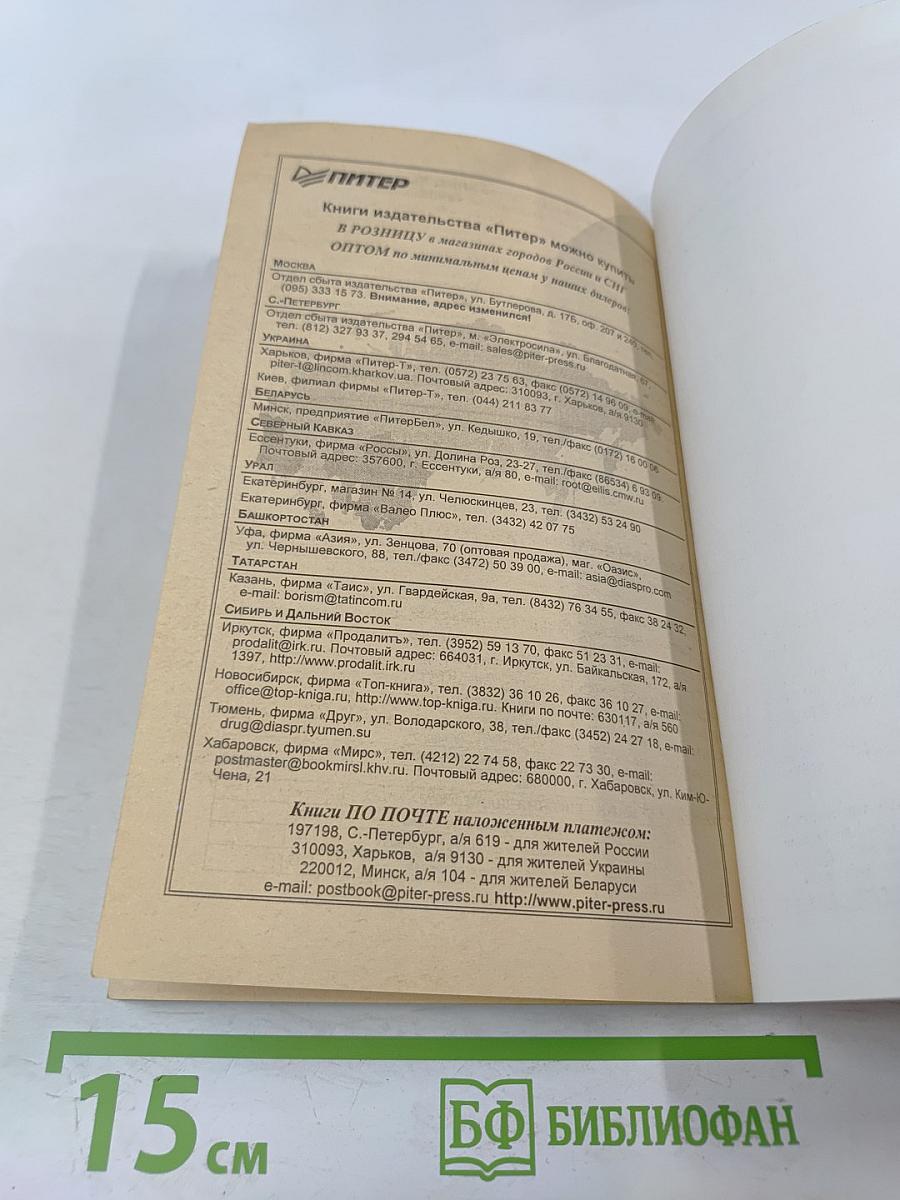 ПИТЕР
Книги издательства «Питер» можно купить
В РОЗНИЦУ в магазинах городов России и СНГ
ОПТОМ по минимальным ценам у наших дилеров:
МОСКВА
Отдел сбыта издательства «Питер», ул. Бутлерова, д. 17Б, оф. 207 и 240, тел.
(095) 333 15 73. Внимание, адрес изменился!
С.-ПЕТЕРБУРГ
Отдел сбыта издательства «Питер», м. «Электросила», ул. Благодатная, 67,
тел. (812) 327 93 37, 294 54 65, e-mail: sales@piter-press.ru
УКРАИНА
Харьков, фирма «Питер-Т», тел. (0572) 23 75 63, факс (0572) 14 96 09, e-mail:
piter-t@lincom.kharkov.ua. Почтовый адрес: 310093, г. Харьков, а/я 9130
Киев, филиал фирмы «Питер-Т», тел. (044) 211 83 77
БЕЛАРУСЬ
Минск, предприятие «ПитерБел», ул. Кедышко, 19, тел./факс (0172) 16 00 06
СЕВЕРНЫЙ КАВКАЗ
Ессентуки, фирма «Россы», ул. Долина Роз, 23-27, тел./факс (86534) 6 93 09.
Почтовый адрес: 357600, г. Ессентуки, а/я 80, e-mail: root@eilis.cmw.ru
УРАЛ
Екатеринбург, магазин № 14, ул. Челюскинцев, 23, тел. (3432) 53 24 90
Екатеринбург, фирма «Валео Плюс», тел. (3432) 42 07 75
БАШКОРТОСТАН
Уфа, фирма «Азия», ул. Зенцова, 70 (оптовая продажа), маг. «Оазис»,
ул. Чернышевского, 88, тел./факс (3472) 50 39 00, e-mail: asia@diaspro.com
ТАТАРСТАН
Казань, фирма «Таис», ул. Гвардейская, 9а, тел. (8432) 76 34 55, факс 38 24 32,
e-mail: borism@tatincom.ru
СИБИРЬ И ДАЛЬНИЙ ВОСТОК
Иркутск, фирма «Продалитъ», тел. (3952) 59 13 70, факс 51 23 31, e-mail:
prodalit@irk.ru. Почтовый адрес: 664031, г. Иркутск, ул. Байкальская, 172, а/я
1397, http://www.prodalit.irk.ru
Новосибирск, фирма «Топ-книга», тел. (3832) 36 10 26, факс 36 10 27, e-mail:
office@top-kniga.ru, http://www.top-kniga.ru. Книги по почте: 630117, а/я 560
Тюмень, фирма «Друг», ул. Володарского, 38, тел./факс (3452) 24 27 18, e-mail:
drug@diaspr.tyumen.su
Хабаровск, фирма «Мирс», тел. (4212) 22 74 58, факс 22 73 30, e-mail:
postmaster@bookmirsl.khv.ru. Почтовый адрес: 680000, г. Хабаровск, ул. Ким-Ю-
Чена, 21
Книги ПО ПОЧТЕ наложенным платежом:
197198, С.-Петербург, а/я 619 - для жителей России
310093, Харьков, а/я 9130 - для жителей Украины
220012, Минск, а/я 104 - для жителей Беларуси
e-mail: postbook@piter-press.ru http://www.piter-press.ru
15 см
БФ БИБЛИОФАН